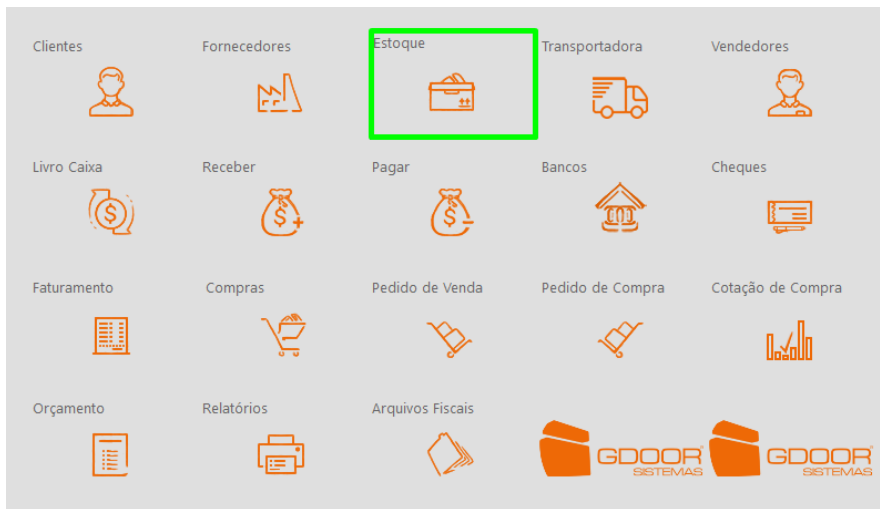 Clientes
Fornecedores
Estoque
Transportadora
Vendedores
Livro Caixa
Receber
Pagar
Bancos
Cheques
Faturamento
Compras
Pedido de Venda
Pedido de Compra
Cotação de Compra
Orçamento
Relatórios
Arquivos Fiscais
GDOOR
SISTEMAS
GDOOR
SISTEMAS